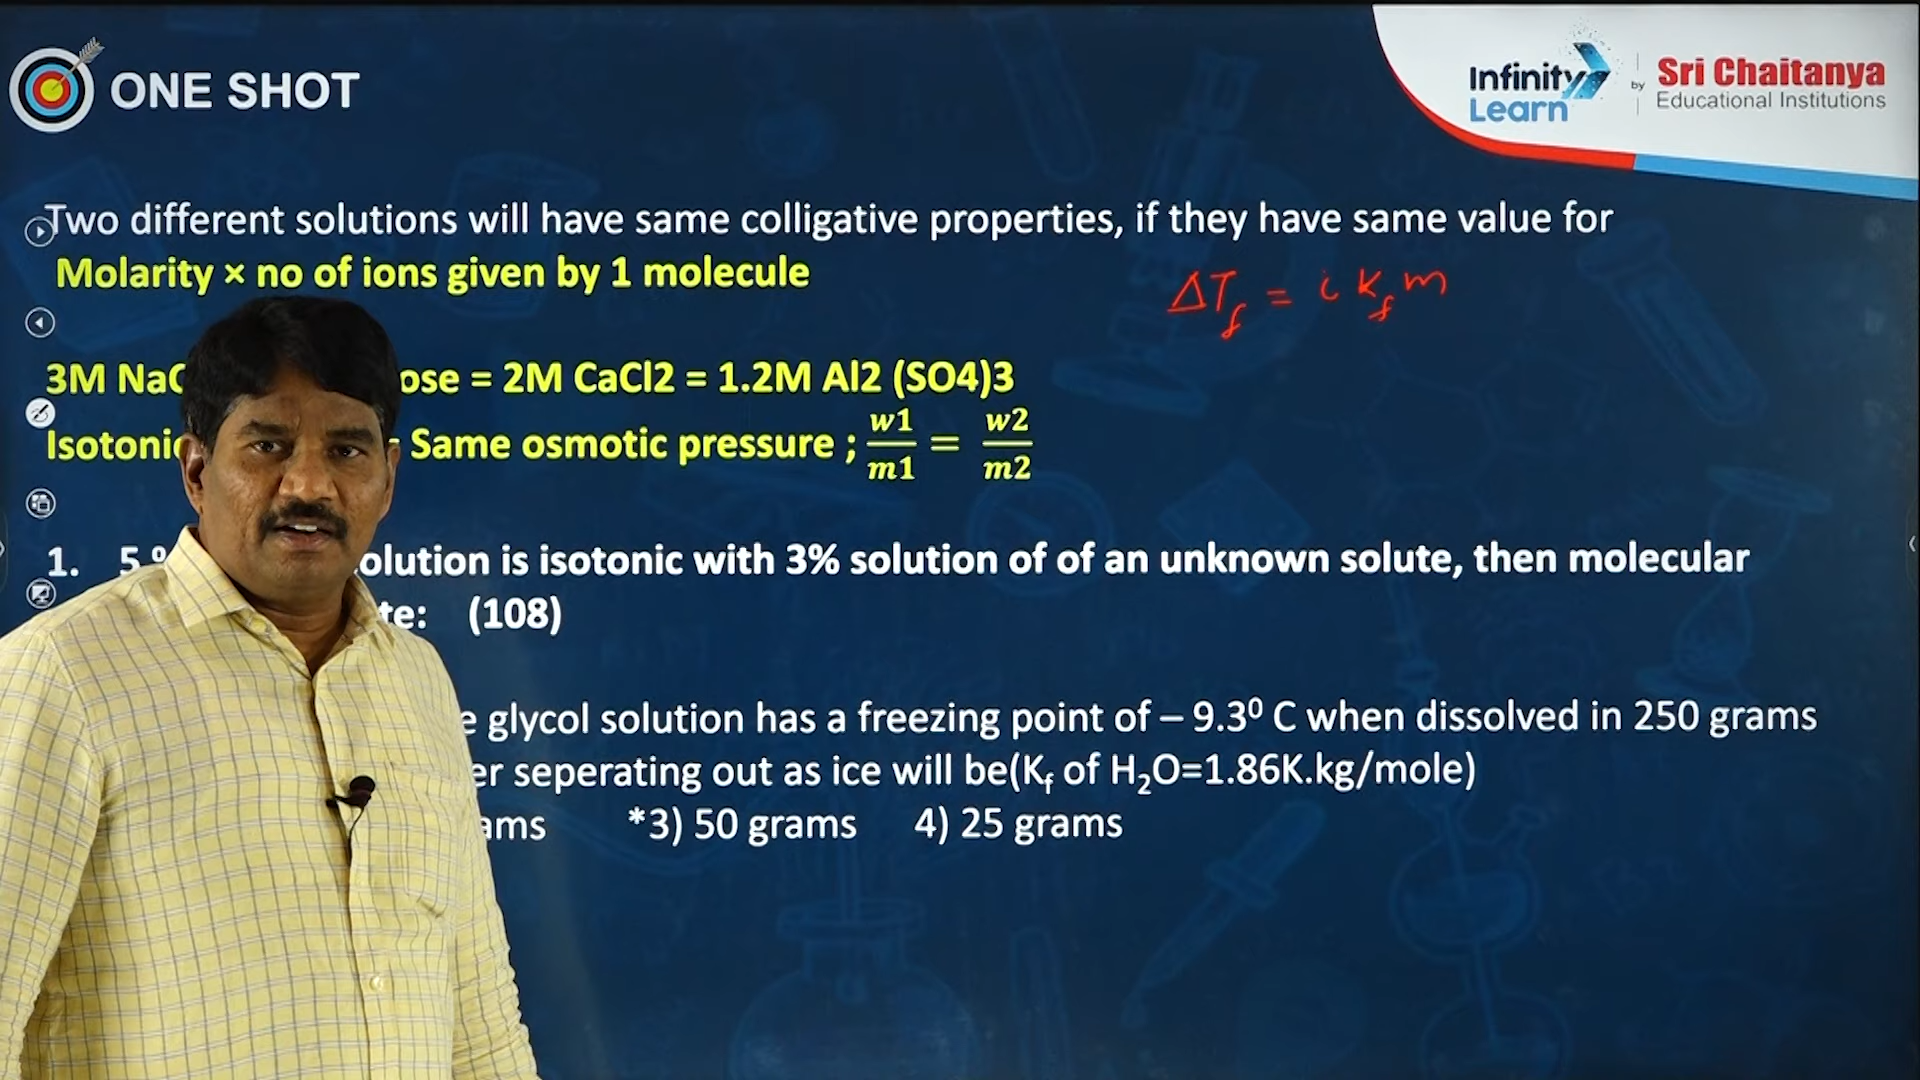 ONE SHOT
Infinity Learn by Sri Chaitanya Educational Institutions
Two different solutions will have same colligative properties, if they have same value for
Molarity × no of ions given by 1 molecule
ΔTf = i Kf m
3M ose = 2M CaCl2 = 1.2M Al2 (SO4)3
Same osmotic pressure ; w1/m1 = w2/m2
1. 5 olution is isotonic with 3% solution of of an unknown solute, then molecular
te: (108)
e glycol solution has a freezing point of – 9.3⁰ C when dissolved in 250 grams
er seperating out as ice will be(Kf of H₂O=1.86K.kg/mole)
ams *3) 50 grams 4) 25 grams